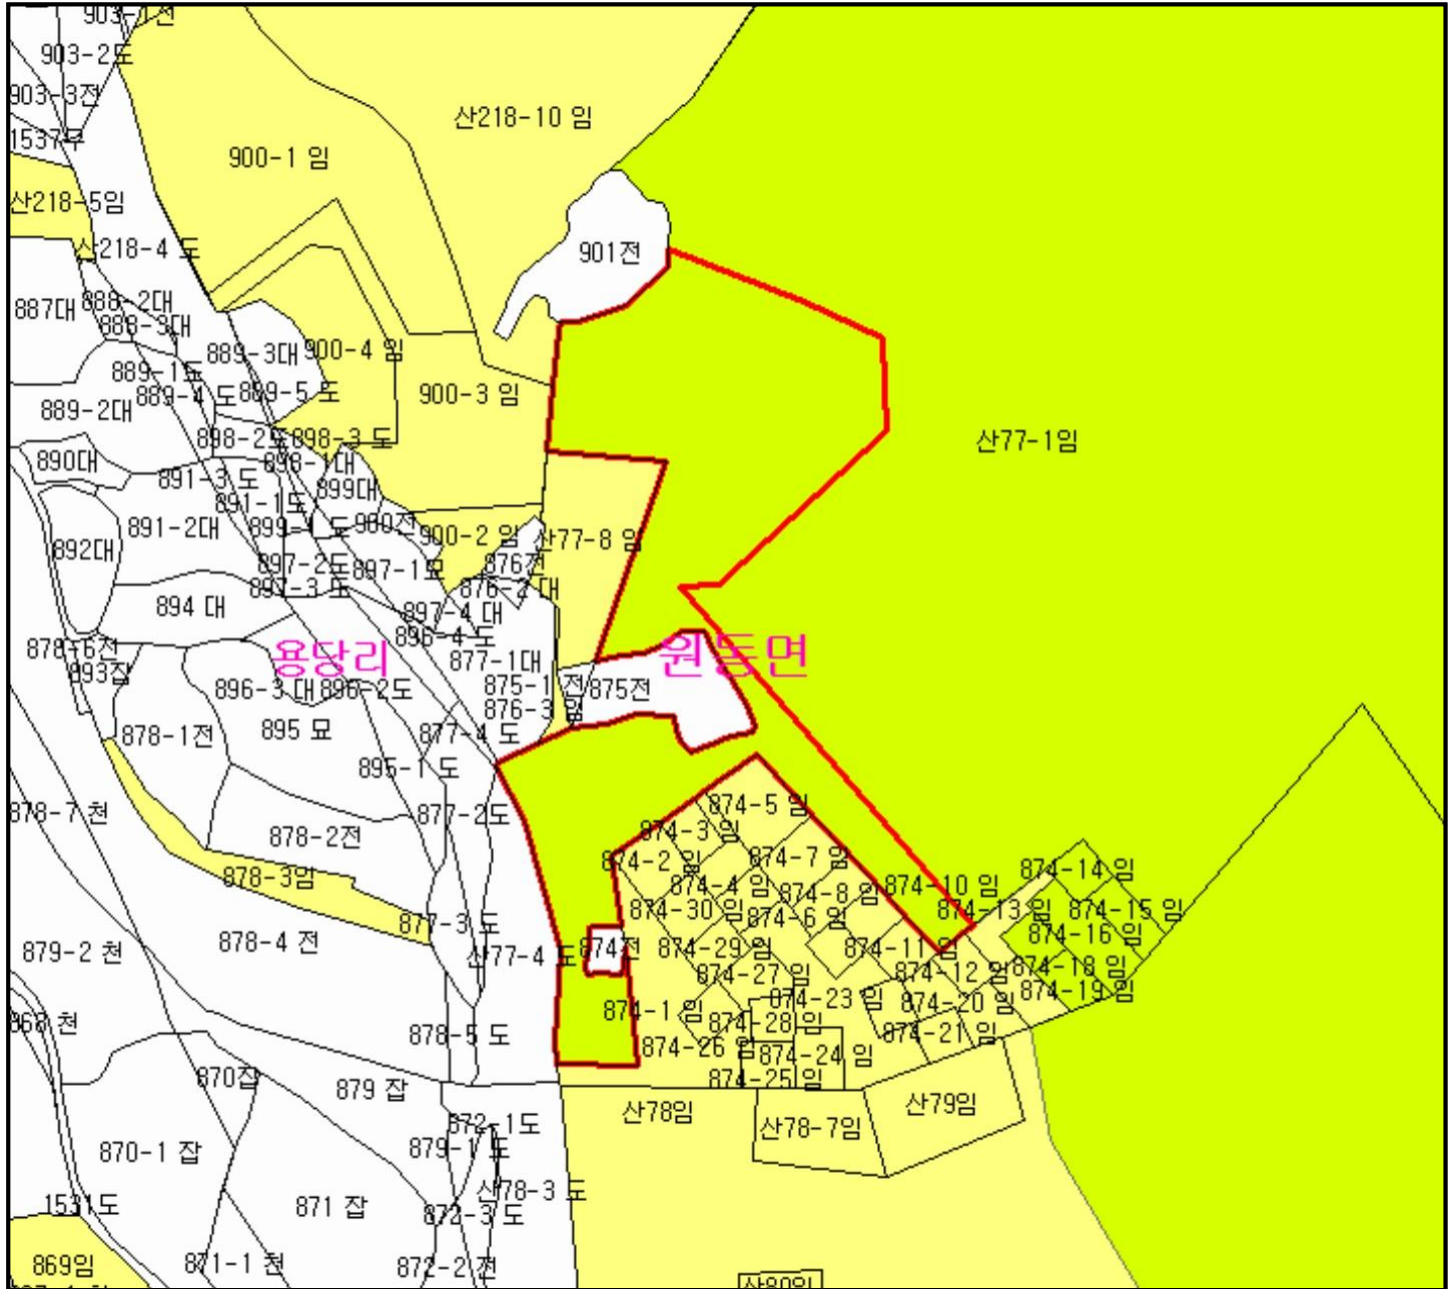 903-1전
903-2도
903-3전
산218-10 임
900-1 임
산218-5임
산218-4 도
901전
887대
888-2대
888-3대
889-3대
900-4 임
889-1도
889-4 도
889-5 도
900-3 임
889-2대
898-2도
898-3 도
산77-1임
890대
898-1대
891-3 도
899대
891-1도
891-2대
899-1 도
900전
900-2 임
산77-8 임
892대
897-2도
897-1묘
876전
897-3 도
876-2 대
894 대
897-4 대
896-4 도
878-6전
용당리
원동면
893잡
877-1대
896-3 대
896-2도
875-1 전
875전
876-3 임
895 묘
878-1전
877-4 도
895-1 도
878-7 천
877-2도
874-5 임
878-2전
874-3 임
874-2 임
874-7 임
878-3임
874-4 임
874-8 임
874-10 임
874-14 임
877-3 도
874-30 임
874-6 임
874-13 임
874-15 임
878-4 전
874-16 임
879-2 천
산77-4 도
874전
874-29 임
874-11 임
874-27 임
874-12 임
874-18 임
874-19 임
874-23 임
874-20 임
868 천
874-1 임
874-28임
878-5 도
874-21 임
874-26 임
874-24 임
870잡
879 잡
874-25임
산78임
산79임
872-1도
산78-7임
870-1 잡
879-1 도
산78-3 도
1531도
871 잡
872-3 도
869임
871-1 천
872-2 전
산80임